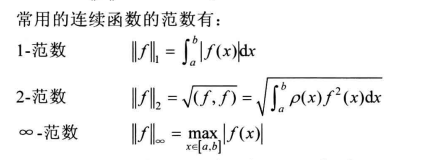 常用的连续函数的范数有：
1-范数 ‖f‖₁ = ∫ₐᵇ|f(x)|dx
2-范数 ‖f‖₂ = √(f, f) = √(∫ₐᵇ ρ(x)f²(x)dx)
∞-范数 ‖f‖∞ = max x∈[a,b] |f(x)|